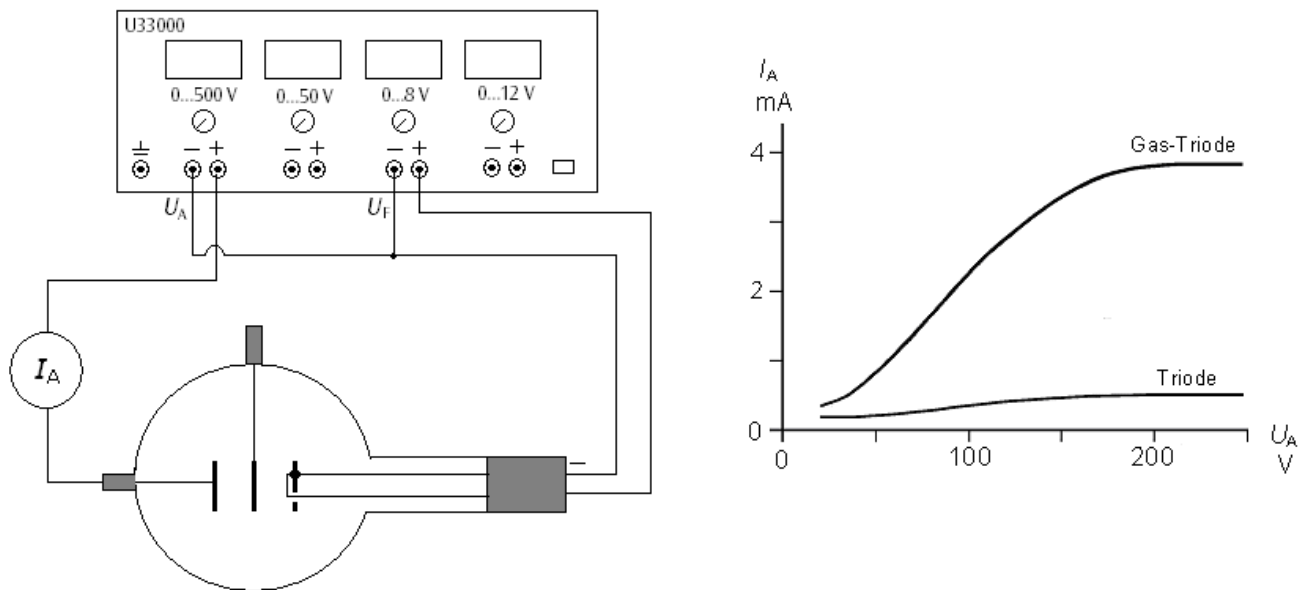 U33000
0...500 V 0...50 V 0...8 V 0...12 V
− + − + − + − +
U_A U_F
I_A
−
I_A
mA
4
Gas-Triode
2
Triode
0
0 100 200 U_A
V